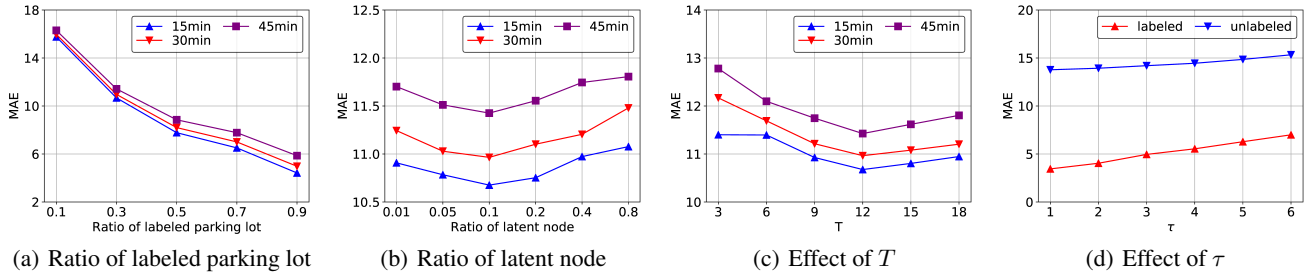 18
14
10
6
2
MAE
15min
30min
45min
0.1 0.3 0.5 0.7 0.9
Ratio of labeled parking lot
(a) Ratio of labeled parking lot
12.5
12.0
11.5
11.0
10.5
MAE
15min
30min
45min
0.01 0.05 0.1 0.2 0.4 0.8
Ratio of latent node
(b) Ratio of latent node
14
13
12
11
10
MAE
15min
30min
45min
3 6 9 12 15 18
T
(c) Effect of T
20
15
10
5
0
MAE
labeled
unlabeled
1 2 3 4 5 6
τ
(d) Effect of τ